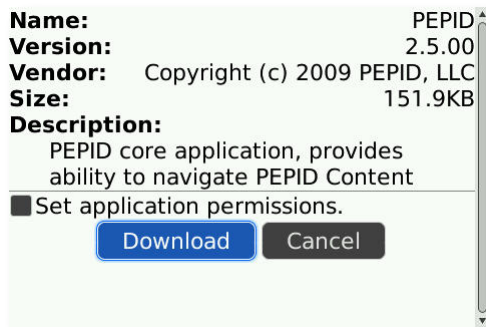 Name: PEPID
Version: 2.5.00
Vendor: Copyright (c) 2009 PEPID, LLC
Size: 151.9KB
Description:
PEPID core application, provides
ability to navigate PEPID Content
Set application permissions.
Download Cancel